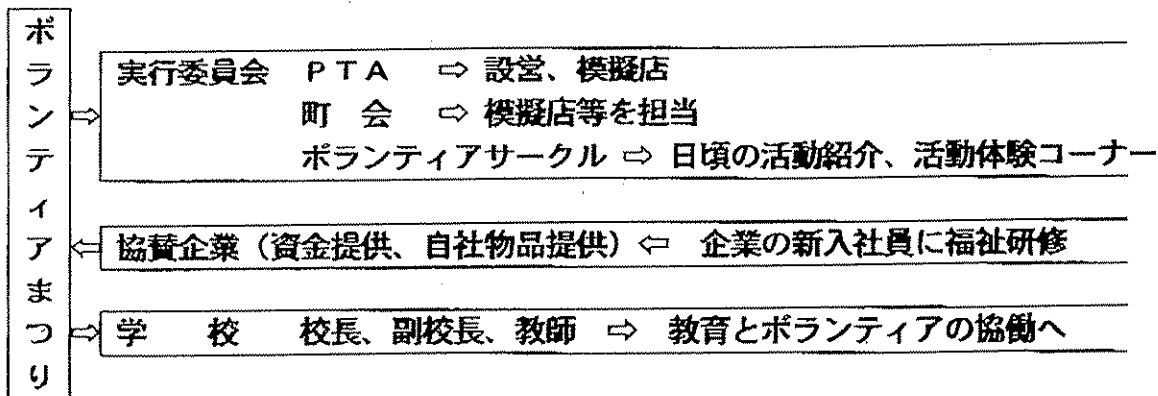 ボランティアまつり
実行委員会 PTA ⇨ 設営、模擬店
町会 ⇨ 模擬店等を担当
ボランティアサークル ⇨ 日頃の活動紹介、活動体験コーナー
⇦ 協賛企業（資金提供、自社物品提供）⇦ 企業の新入社員に福祉研修
⇨ 学校 校長、副校長、教師 ⇨ 教育とボランティアの協働へ